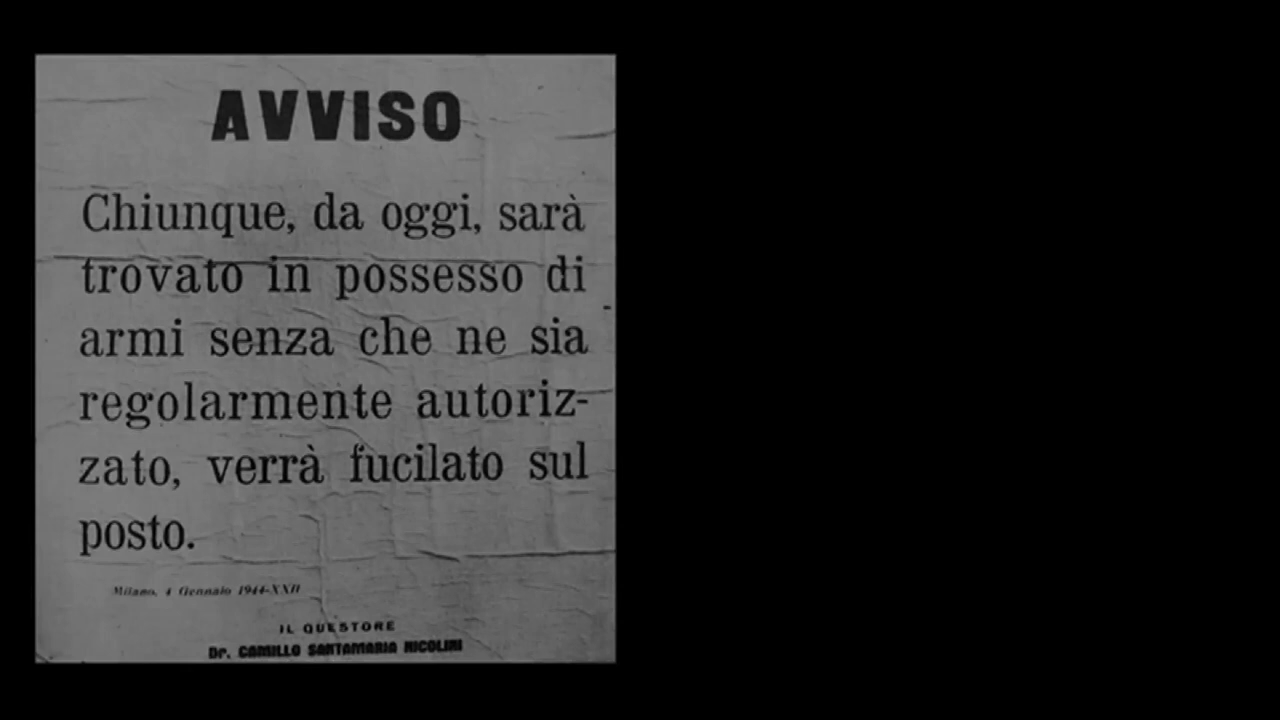 AVVISO
Chiunque, da oggi, sarà
trovato in possesso di
armi senza che ne sia
regolarmente autoriz-
zato, verrà fucilato sul
posto.
Milano, 4 Gennaio 1944-XXII
IL QUESTORE
Dr. CAMILLO SANTAMARIA NICOLINI